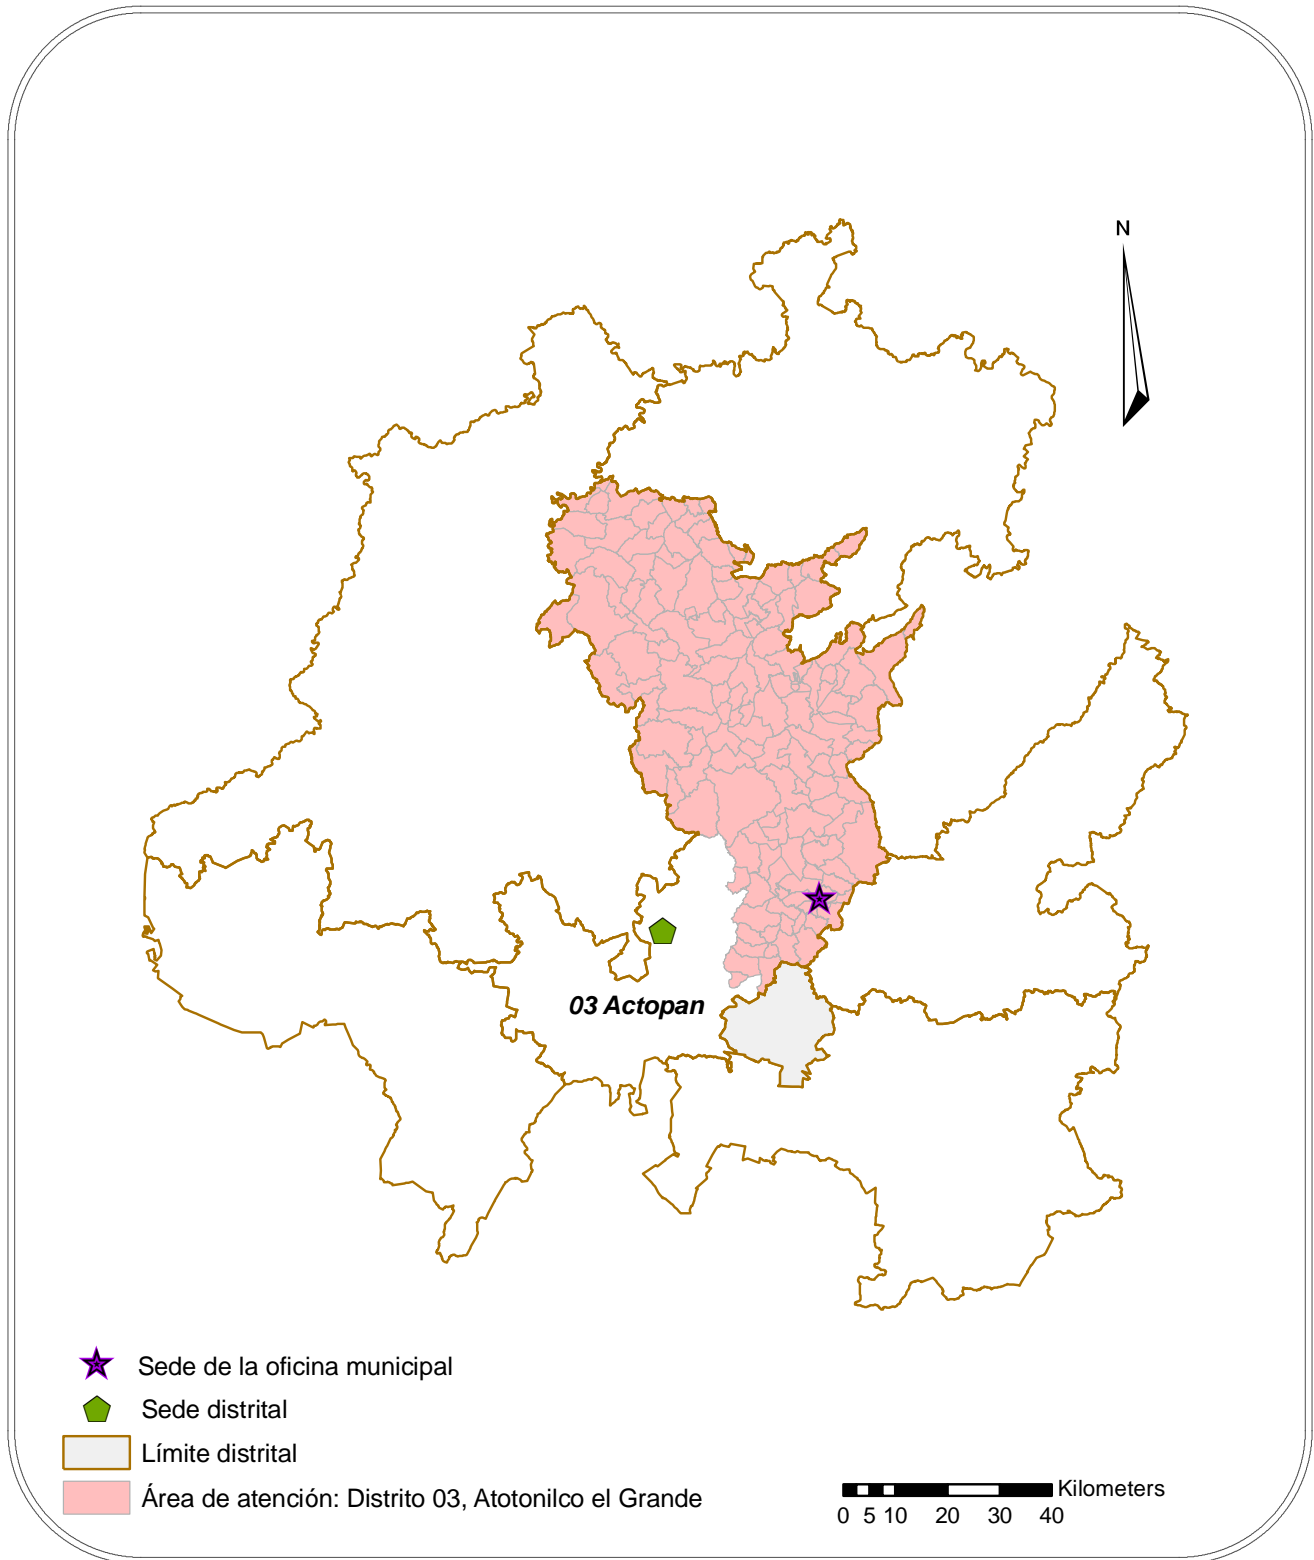 N
03 Actopan
Sede de la oficina municipal
Sede distrital
Límite distrital
Área de atención: Distrito 03, Atotonilco el Grande
Kilometers
0 5 10 20 30 40